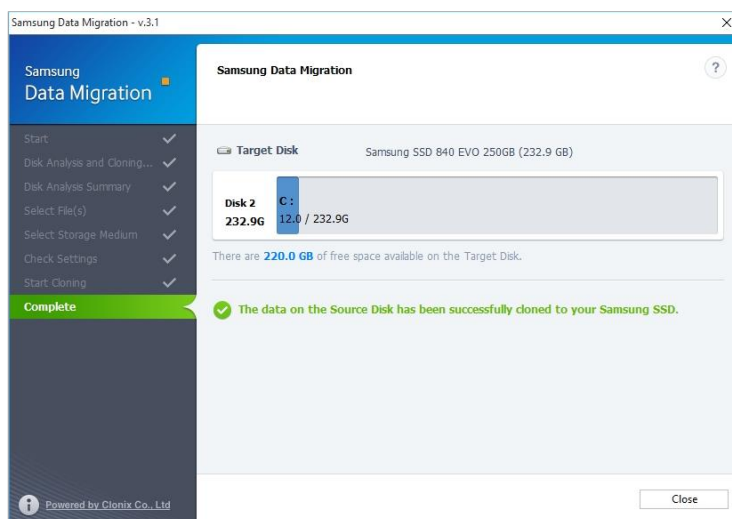 Samsung Data Migration - v.3.1
Samsung
Data Migration
Start
Disk Analysis and Cloning...
Disk Analysis Summary
Select File(s)
Select Storage Medium
Check Settings
Start Cloning
Complete
Powered by Clonix Co., Ltd
Samsung Data Migration
?
Target Disk Samsung SSD 840 EVO 250GB (232.9 GB)
Disk 2
232.9G
C :
12.0 / 232.9G
There are 220.0 GB of free space available on the Target Disk.
The data on the Source Disk has been successfully cloned to your Samsung SSD.
Close